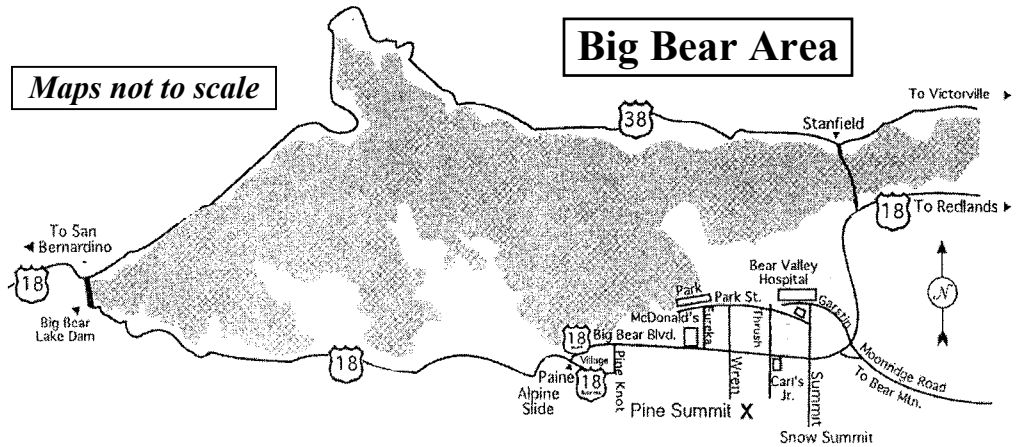 Big Bear Area
Maps not to scale
To Victorville
38
Stanfield
18
To Redlands
To San
Bernardino
18
Big Bear
Lake Dam
N
Bear Valley
Hospital
Park
Park St.
Garstin
McDonald's
Eureka
Thrush
18
Big Bear Blvd.
18
Village
Pine Knot
Wren
Moonridge Road
To Bear Mtn.
Paine
Alpine
Slide
18
Carl's
Jr.
Summit
Pine Summit X
Snow Summit